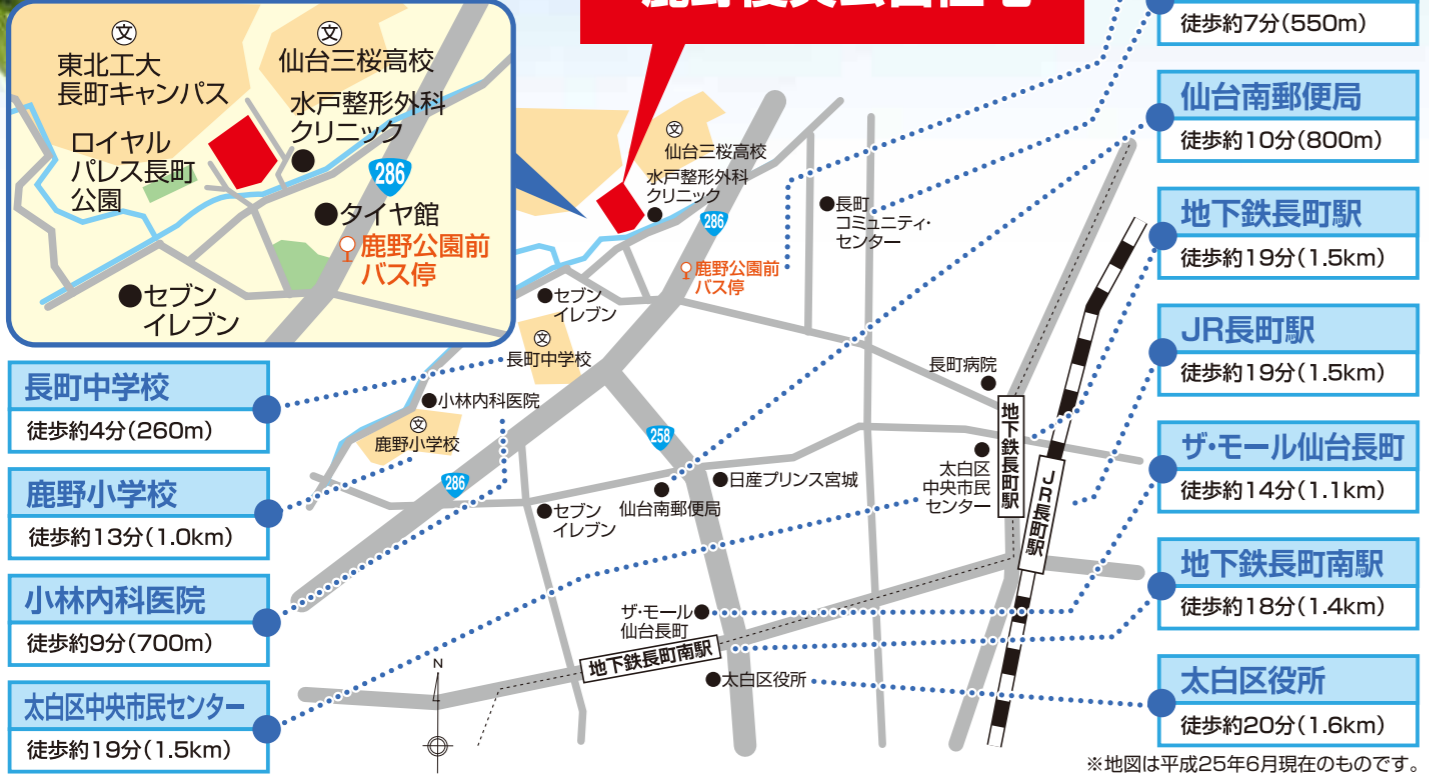 文
東北工大
長町キャンパス
文
仙台三桜高校
水戸整形外科
クリニック
ロイヤル
パレス長町
公園
286
タイヤ館
鹿野公園前
バス停
セブン
イレブン
徒歩約7分(550m)
仙台南郵便局
徒歩約10分(800m)
地下鉄長町駅
徒歩約19分(1.5km)
JR長町駅
徒歩約19分(1.5km)
ザ・モール仙台長町
徒歩約14分(1.1km)
地下鉄長町南駅
徒歩約18分(1.4km)
太白区役所
徒歩約20分(1.6km)
長町中学校
徒歩約4分(260m)
鹿野小学校
徒歩約13分(1.0km)
小林内科医院
徒歩約9分(700m)
太白区中央市民センター
徒歩約19分(1.5km)
文
仙台三桜高校
水戸整形外科
クリニック
286
長町
コミュニティ・
センター
鹿野公園前
バス停
セブン
イレブン
文
長町中学校
長町病院
小林内科医院
文
鹿野小学校
258
地下鉄長町駅
太白区
中央市民
センター
JR長町駅
286
日産プリンス宮城
仙台南郵便局
セブン
イレブン
ザ・モール
仙台長町
地下鉄長町南駅
太白区役所
N
※地図は平成25年6月現在のものです。